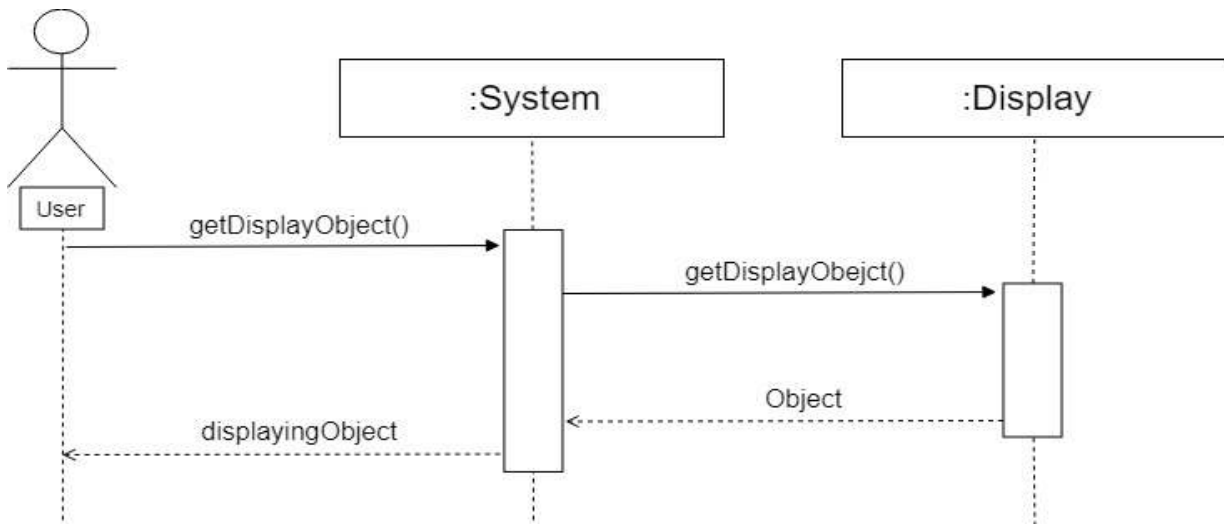 :System
:Display
User
getDisplayObject()
getDisplayObejct()
Object
displayingObject